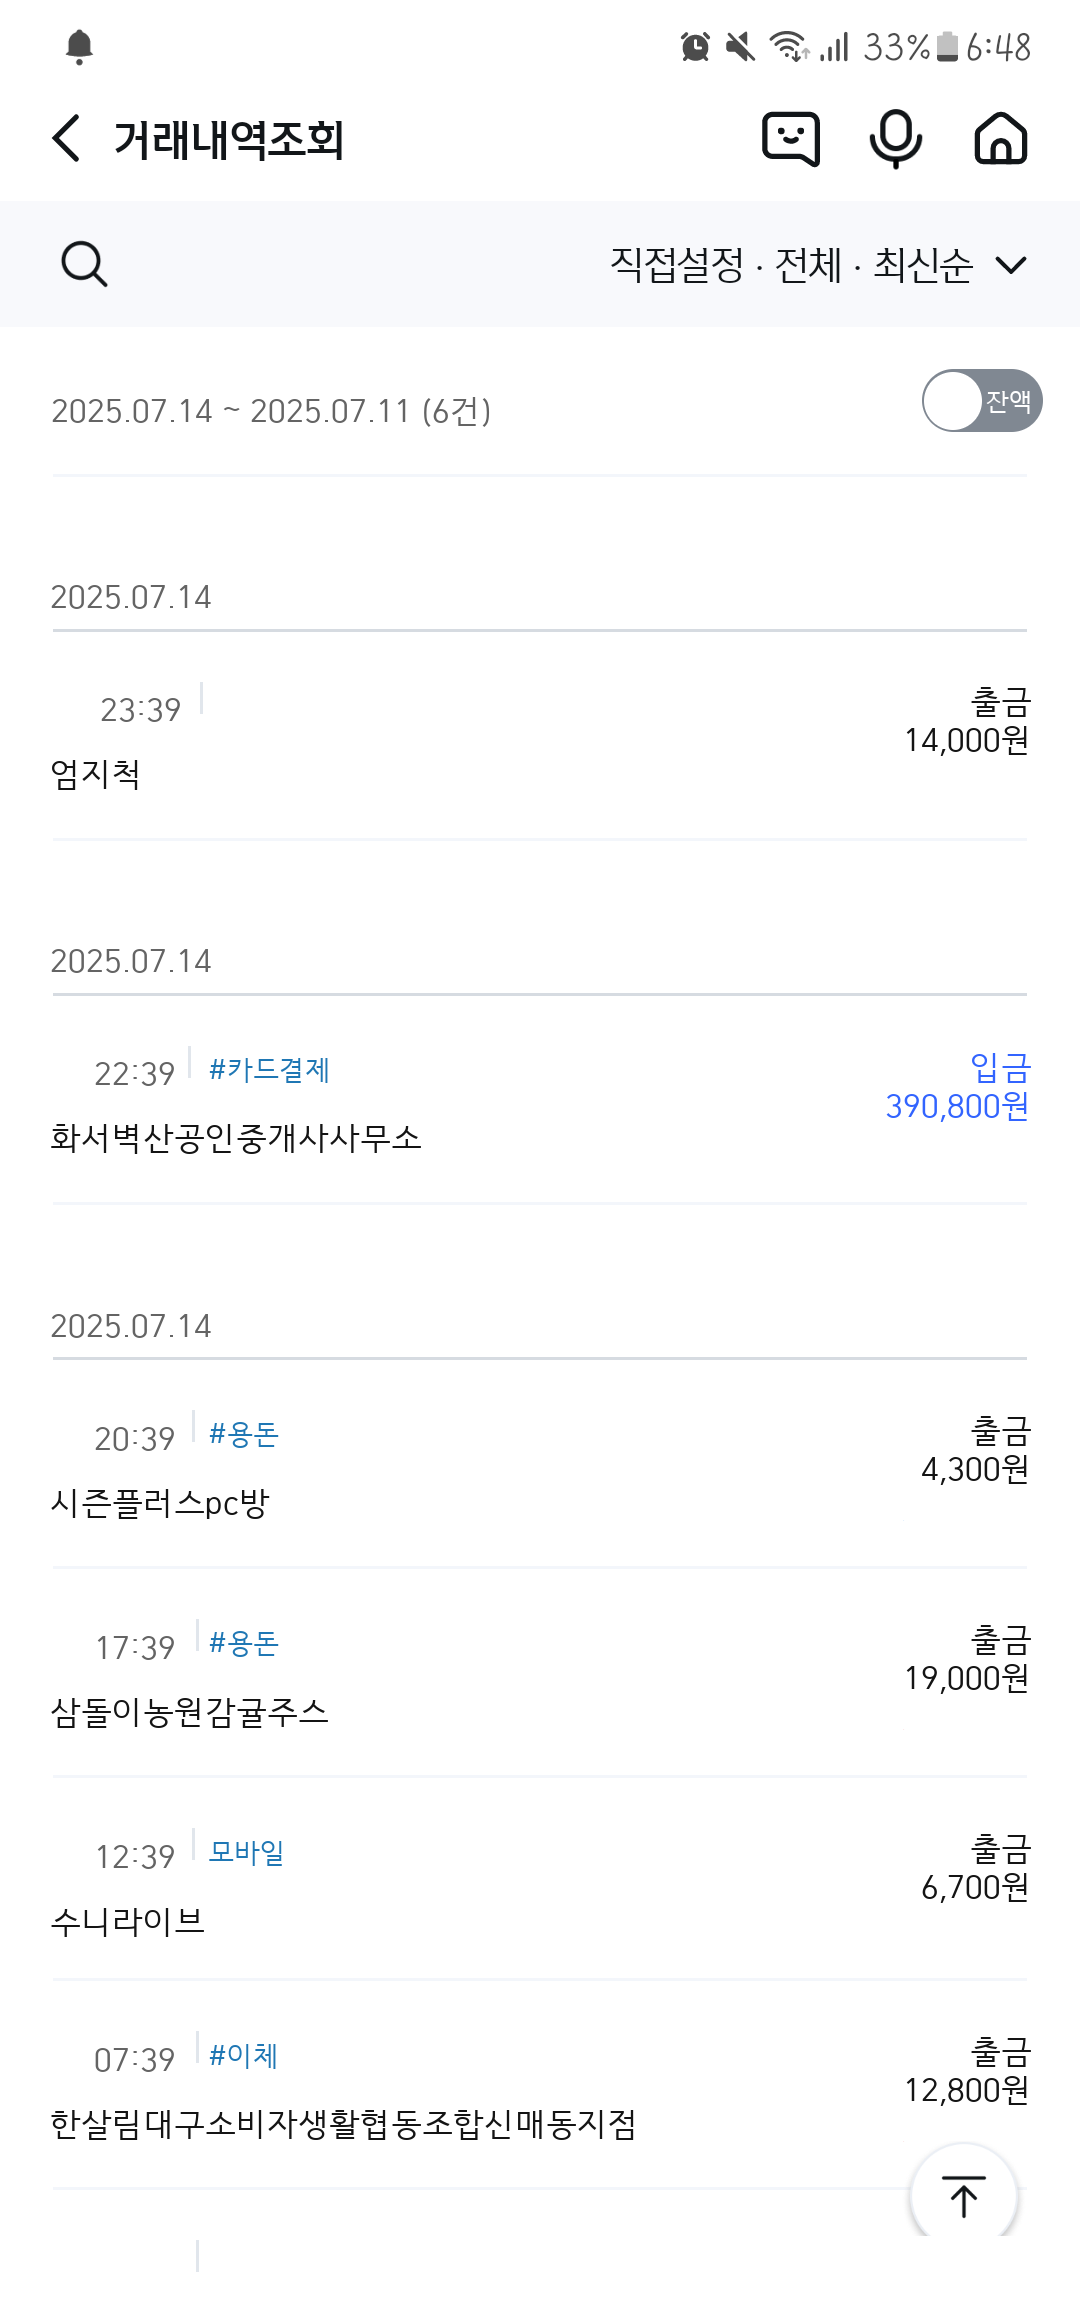 33% 6:48
거래내역조회
직접설정 · 전체 · 최신순
2025.07.14 ~ 2025.07.11 (6건)
잔액
2025.07.14
23:39
출금
14,000원
엄지척
2025.07.14
22:39 #카드결제
입금
390,800원
화서벽산공인중개사사무소
2025.07.14
20:39 #용돈
출금
4,300원
시즌플러스pc방
17:39 #용돈
출금
19,000원
삼돌이농원감귤주스
12:39 모바일
출금
6,700원
수니라이브
07:39 #이체
출금
12,800원
한살림대구소비자생활협동조합신매동지점